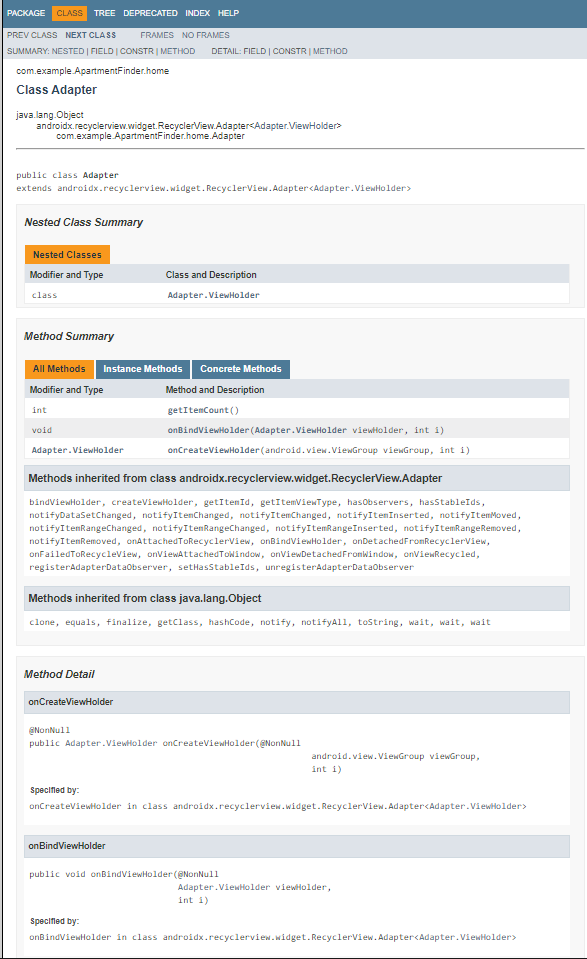 PACKAGE CLASS TREE DEPRECATED INDEX HELP
PREV CLASS NEXT CLASS FRAMES NO FRAMES
SUMMARY: NESTED | FIELD | CONSTR | METHOD DETAIL: FIELD | CONSTR | METHOD
com.example.ApartmentFinder.home
Class Adapter
java.lang.Object
androidx.recyclerview.widget.RecyclerView.Adapter<Adapter.ViewHolder>
com.example.ApartmentFinder.home.Adapter
public class Adapter
extends androidx.recyclerview.widget.RecyclerView.Adapter<Adapter.ViewHolder>
Nested Class Summary
Nested Classes
Modifier and Type Class and Description
class Adapter.ViewHolder
Method Summary
All Methods Instance Methods Concrete Methods
Modifier and Type Method and Description
int getItemCount()
void onBindViewHolder(Adapter.ViewHolder viewHolder, int i)
Adapter.ViewHolder onCreateViewHolder(android.view.ViewGroup viewGroup, int i)
Methods inherited from class androidx.recyclerview.widget.RecyclerView.Adapter
bindViewHolder, createViewHolder, getItemId, getItemViewType, hasObservers, hasStableIds,
notifyDataSetChanged, notifyItemChanged, notifyItemChanged, notifyItemInserted, notifyItemMoved,
notifyItemRangeChanged, notifyItemRangeChanged, notifyItemRangeInserted, notifyItemRangeRemoved,
notifyItemRemoved, onAttachedToRecyclerView, onBindViewHolder, onDetachedFromRecyclerView,
onFailedToRecycleView, onViewAttachedToWindow, onViewDetachedFromWindow, onViewRecycled,
registerAdapterDataObserver, setHasStableIds, unregisterAdapterDataObserver
Methods inherited from class java.lang.Object
clone, equals, finalize, getClass, hashCode, notify, notifyAll, toString, wait, wait, wait
Method Detail
onCreateViewHolder
@NonNull
public Adapter.ViewHolder onCreateViewHolder(@NonNull
android.view.ViewGroup viewGroup,
int i)
Specified by:
onCreateViewHolder in class androidx.recyclerview.widget.RecyclerView.Adapter<Adapter.ViewHolder>
onBindViewHolder
public void onBindViewHolder(@NonNull
Adapter.ViewHolder viewHolder,
int i)
Specified by:
onBindViewHolder in class androidx.recyclerview.widget.RecyclerView.Adapter<Adapter.ViewHolder>